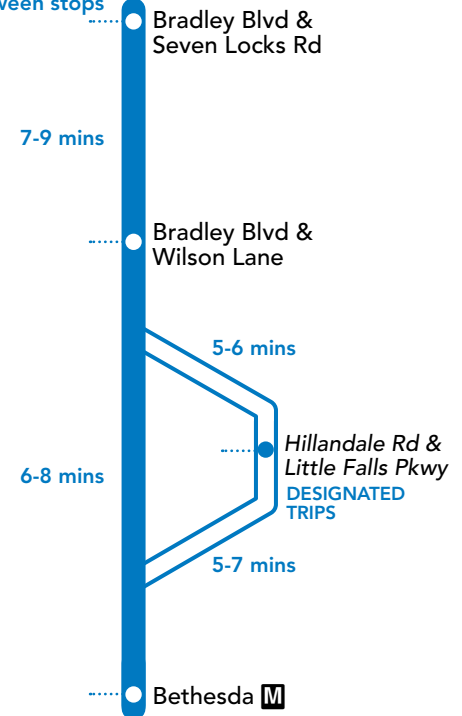 stops
Bradley Blvd &
Seven Locks Rd
7-9 mins
Bradley Blvd &
Wilson Lane
5-6 mins
Hillandale Rd &
Little Falls Pkwy
DESIGNATED
TRIPS
6-8 mins
5-7 mins
Bethesda M